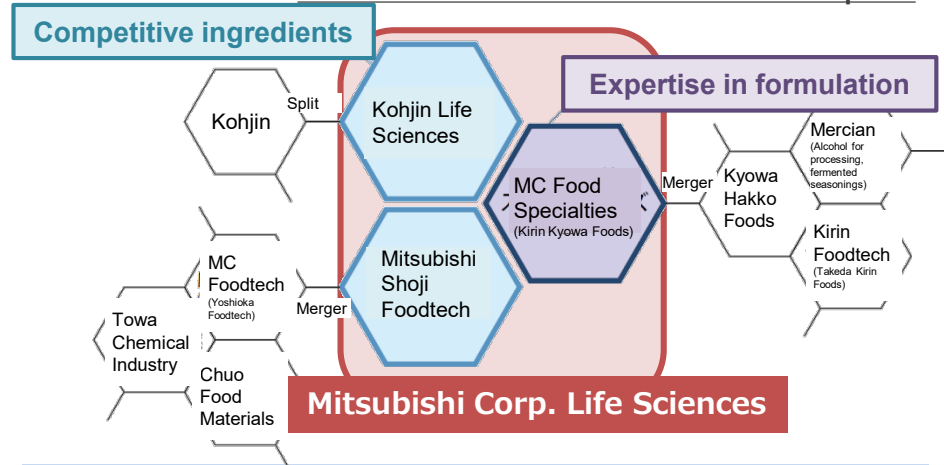 Competitive ingredients
Expertise in formulation
Kohjin
Split
Kohjin Life
Sciences
MC Food
Specialties
(Kirin Kyowa Foods)
Merger
Kyowa
Hakko
Foods
Mercian
(Alcohol for
processing,
fermented
seasonings)
Kirin
Foodtech
(Takeda Kirin
Foods)
Mitsubishi
Shoji
Foodtech
Merger
MC
Foodtech
(Yoshioka
Foodtech)
Towa
Chemical
Industry
Chuo
Food
Materials
Mitsubishi Corp. Life Sciences